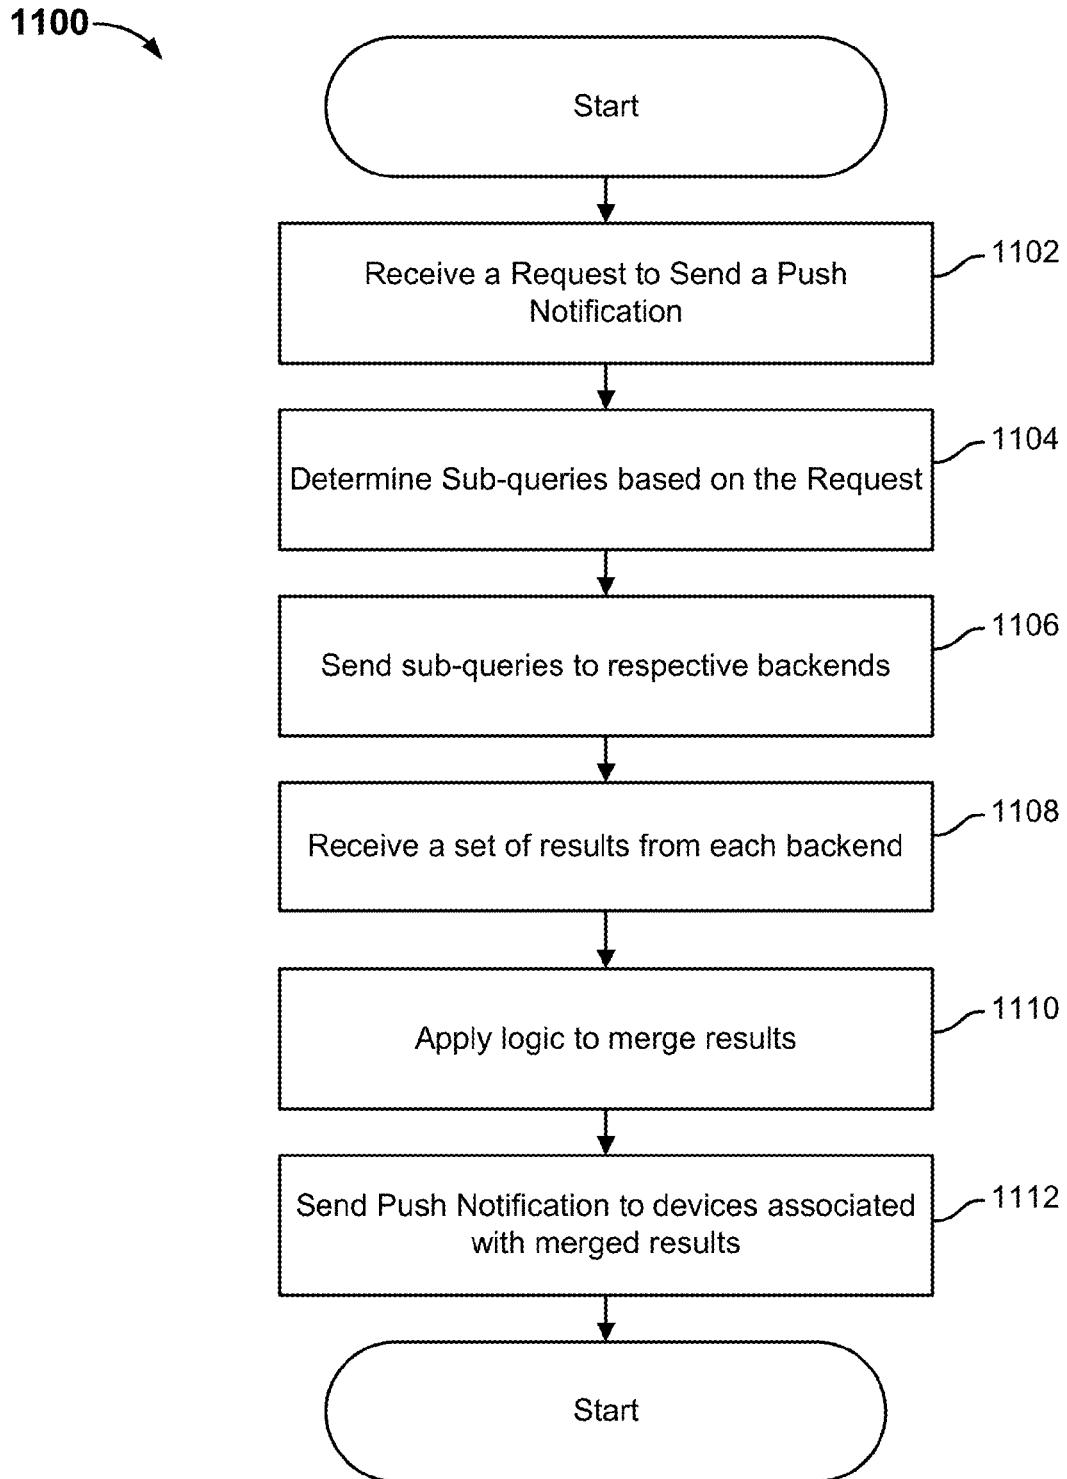 1100
Start
Receive a Request to Send a Push
Notification
1102
Determine Sub-queries based on the Request
1104
Send sub-queries to respective backends
1106
Receive a set of results from each backend
1108
Apply logic to merge results
1110
Send Push Notification to devices associated
with merged results
1112
Start